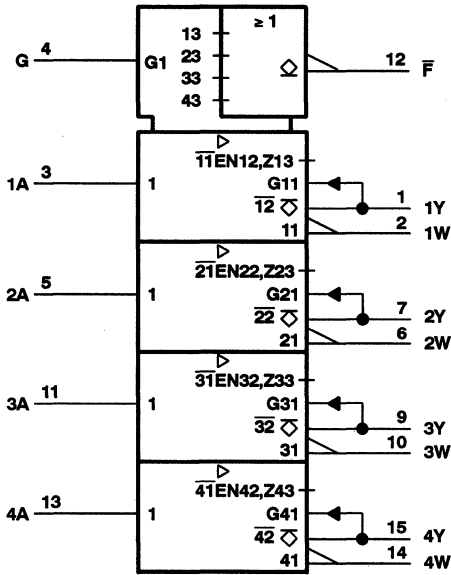 ≥ 1
13
G 4 G1 23 12 F̅
33
43
1̅1̅EN12,Z13
1A 3 1 G11
1̅2̅ 1 1Y
11 2 1W
2̅1̅EN22,Z23
2A 5 1 G21
2̅2̅ 7 2Y
21 6 2W
3̅1̅EN32,Z33
3A 11 1 G31
3̅2̅ 9 3Y
31 10 3W
4̅1̅EN42,Z43
4A 13 1 G41
4̅2̅ 15 4Y
41 14 4W